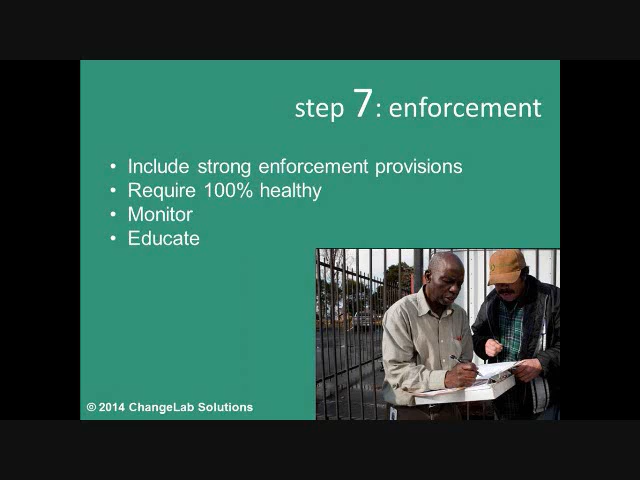 step 7: enforcement
• Include strong enforcement provisions
• Require 100% healthy
• Monitor
• Educate
© 2014 ChangeLab Solutions